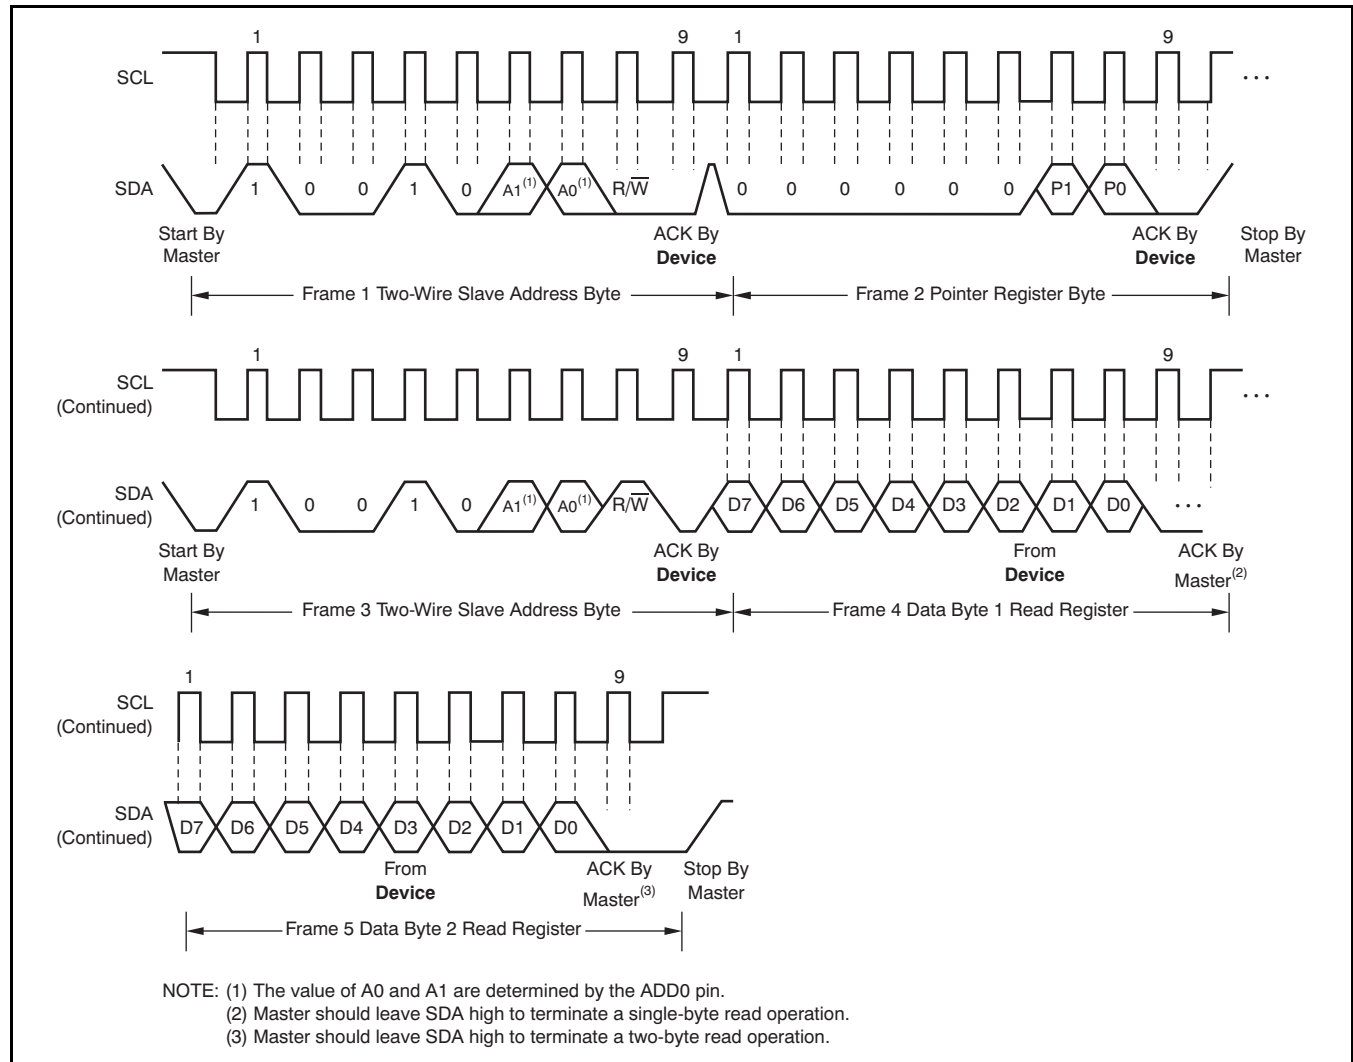 1 9 1 9
SCL ···
SDA 1 0 0 1 0 A1(1) A0(1) R/W̅ 0 0 0 0 0 0 P1 P0
Start By ACK By ACK By Stop By
Master Device Device Master
Frame 1 Two-Wire Slave Address Byte Frame 2 Pointer Register Byte
1 9 1 9
SCL ···
(Continued)
SDA
(Continued) 1 0 0 1 0 A1(1) A0(1) R/W̅ D7 D6 D5 D4 D3 D2 D1 D0 ···
Start By ACK By From ACK By
Master Device Device Master(2)
Frame 3 Two-Wire Slave Address Byte Frame 4 Data Byte 1 Read Register
1 9
SCL
(Continued)
SDA
(Continued) D7 D6 D5 D4 D3 D2 D1 D0
From ACK By Stop By
Device Master(3) Master
Frame 5 Data Byte 2 Read Register
NOTE: (1) The value of A0 and A1 are determined by the ADD0 pin.
(2) Master should leave SDA high to terminate a single-byte read operation.
(3) Master should leave SDA high to terminate a two-byte read operation.